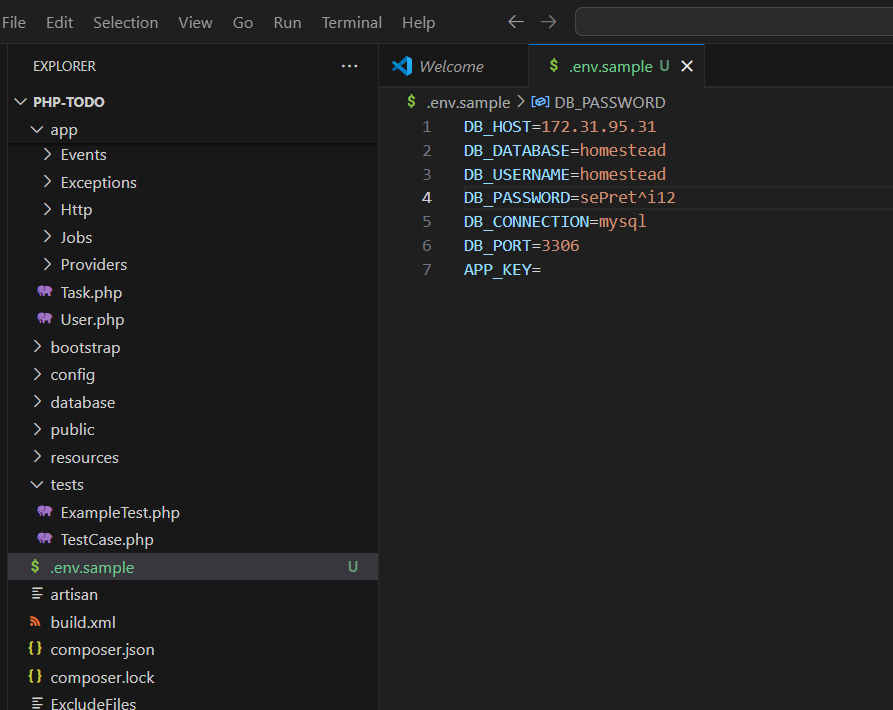 File Edit Selection View Go Run Terminal Help
EXPLORER
PHP-TODO
app
Events
Exceptions
Http
Jobs
Providers
Task.php
User.php
bootstrap
config
database
public
resources
tests
ExampleTest.php
TestCase.php
$ .env.sample U
artisan
build.xml
{} composer.json
{} composer.lock
ExcludeFiles
Welcome
$ .env.sample U
$ .env.sample > DB_PASSWORD
1 DB_HOST=172.31.95.31
2 DB_DATABASE=homestead
3 DB_USERNAME=homestead
4 DB_PASSWORD=sePret^i12
5 DB_CONNECTION=mysql
6 DB_PORT=3306
7 APP_KEY=